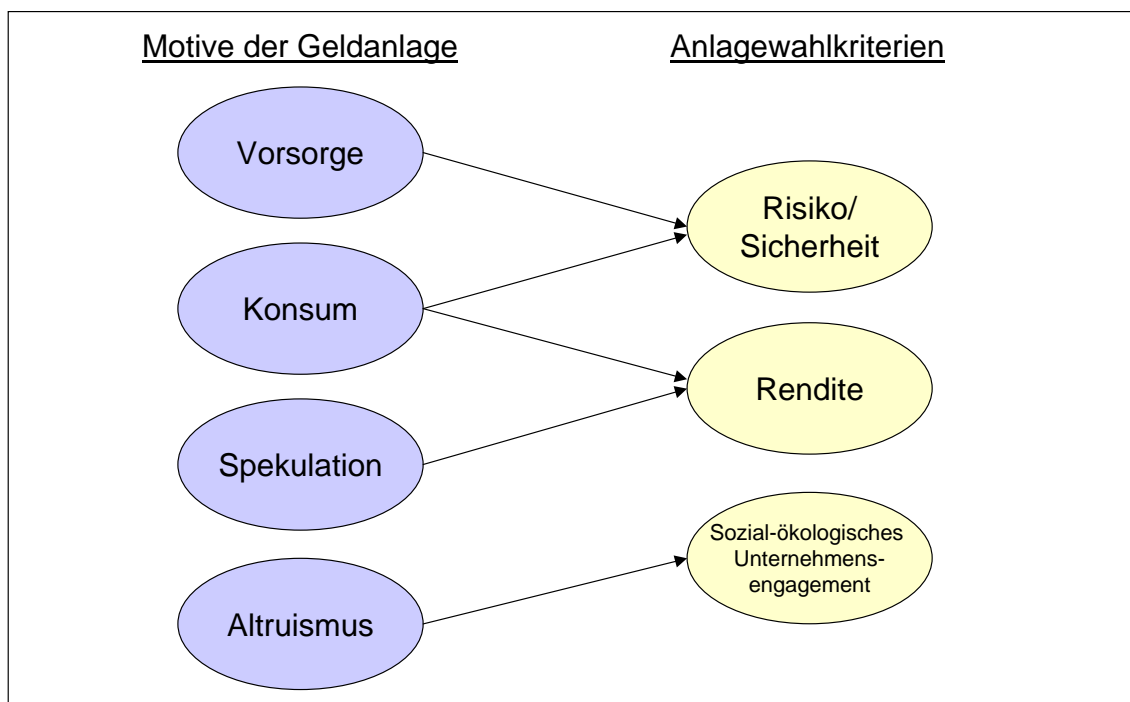 Motive der Geldanlage
Anlagewahlkriterien
Vorsorge
Konsum
Spekulation
Altruismus
Risiko/
Sicherheit
Rendite
Sozial-ökologisches
Unternehmens-
engagement